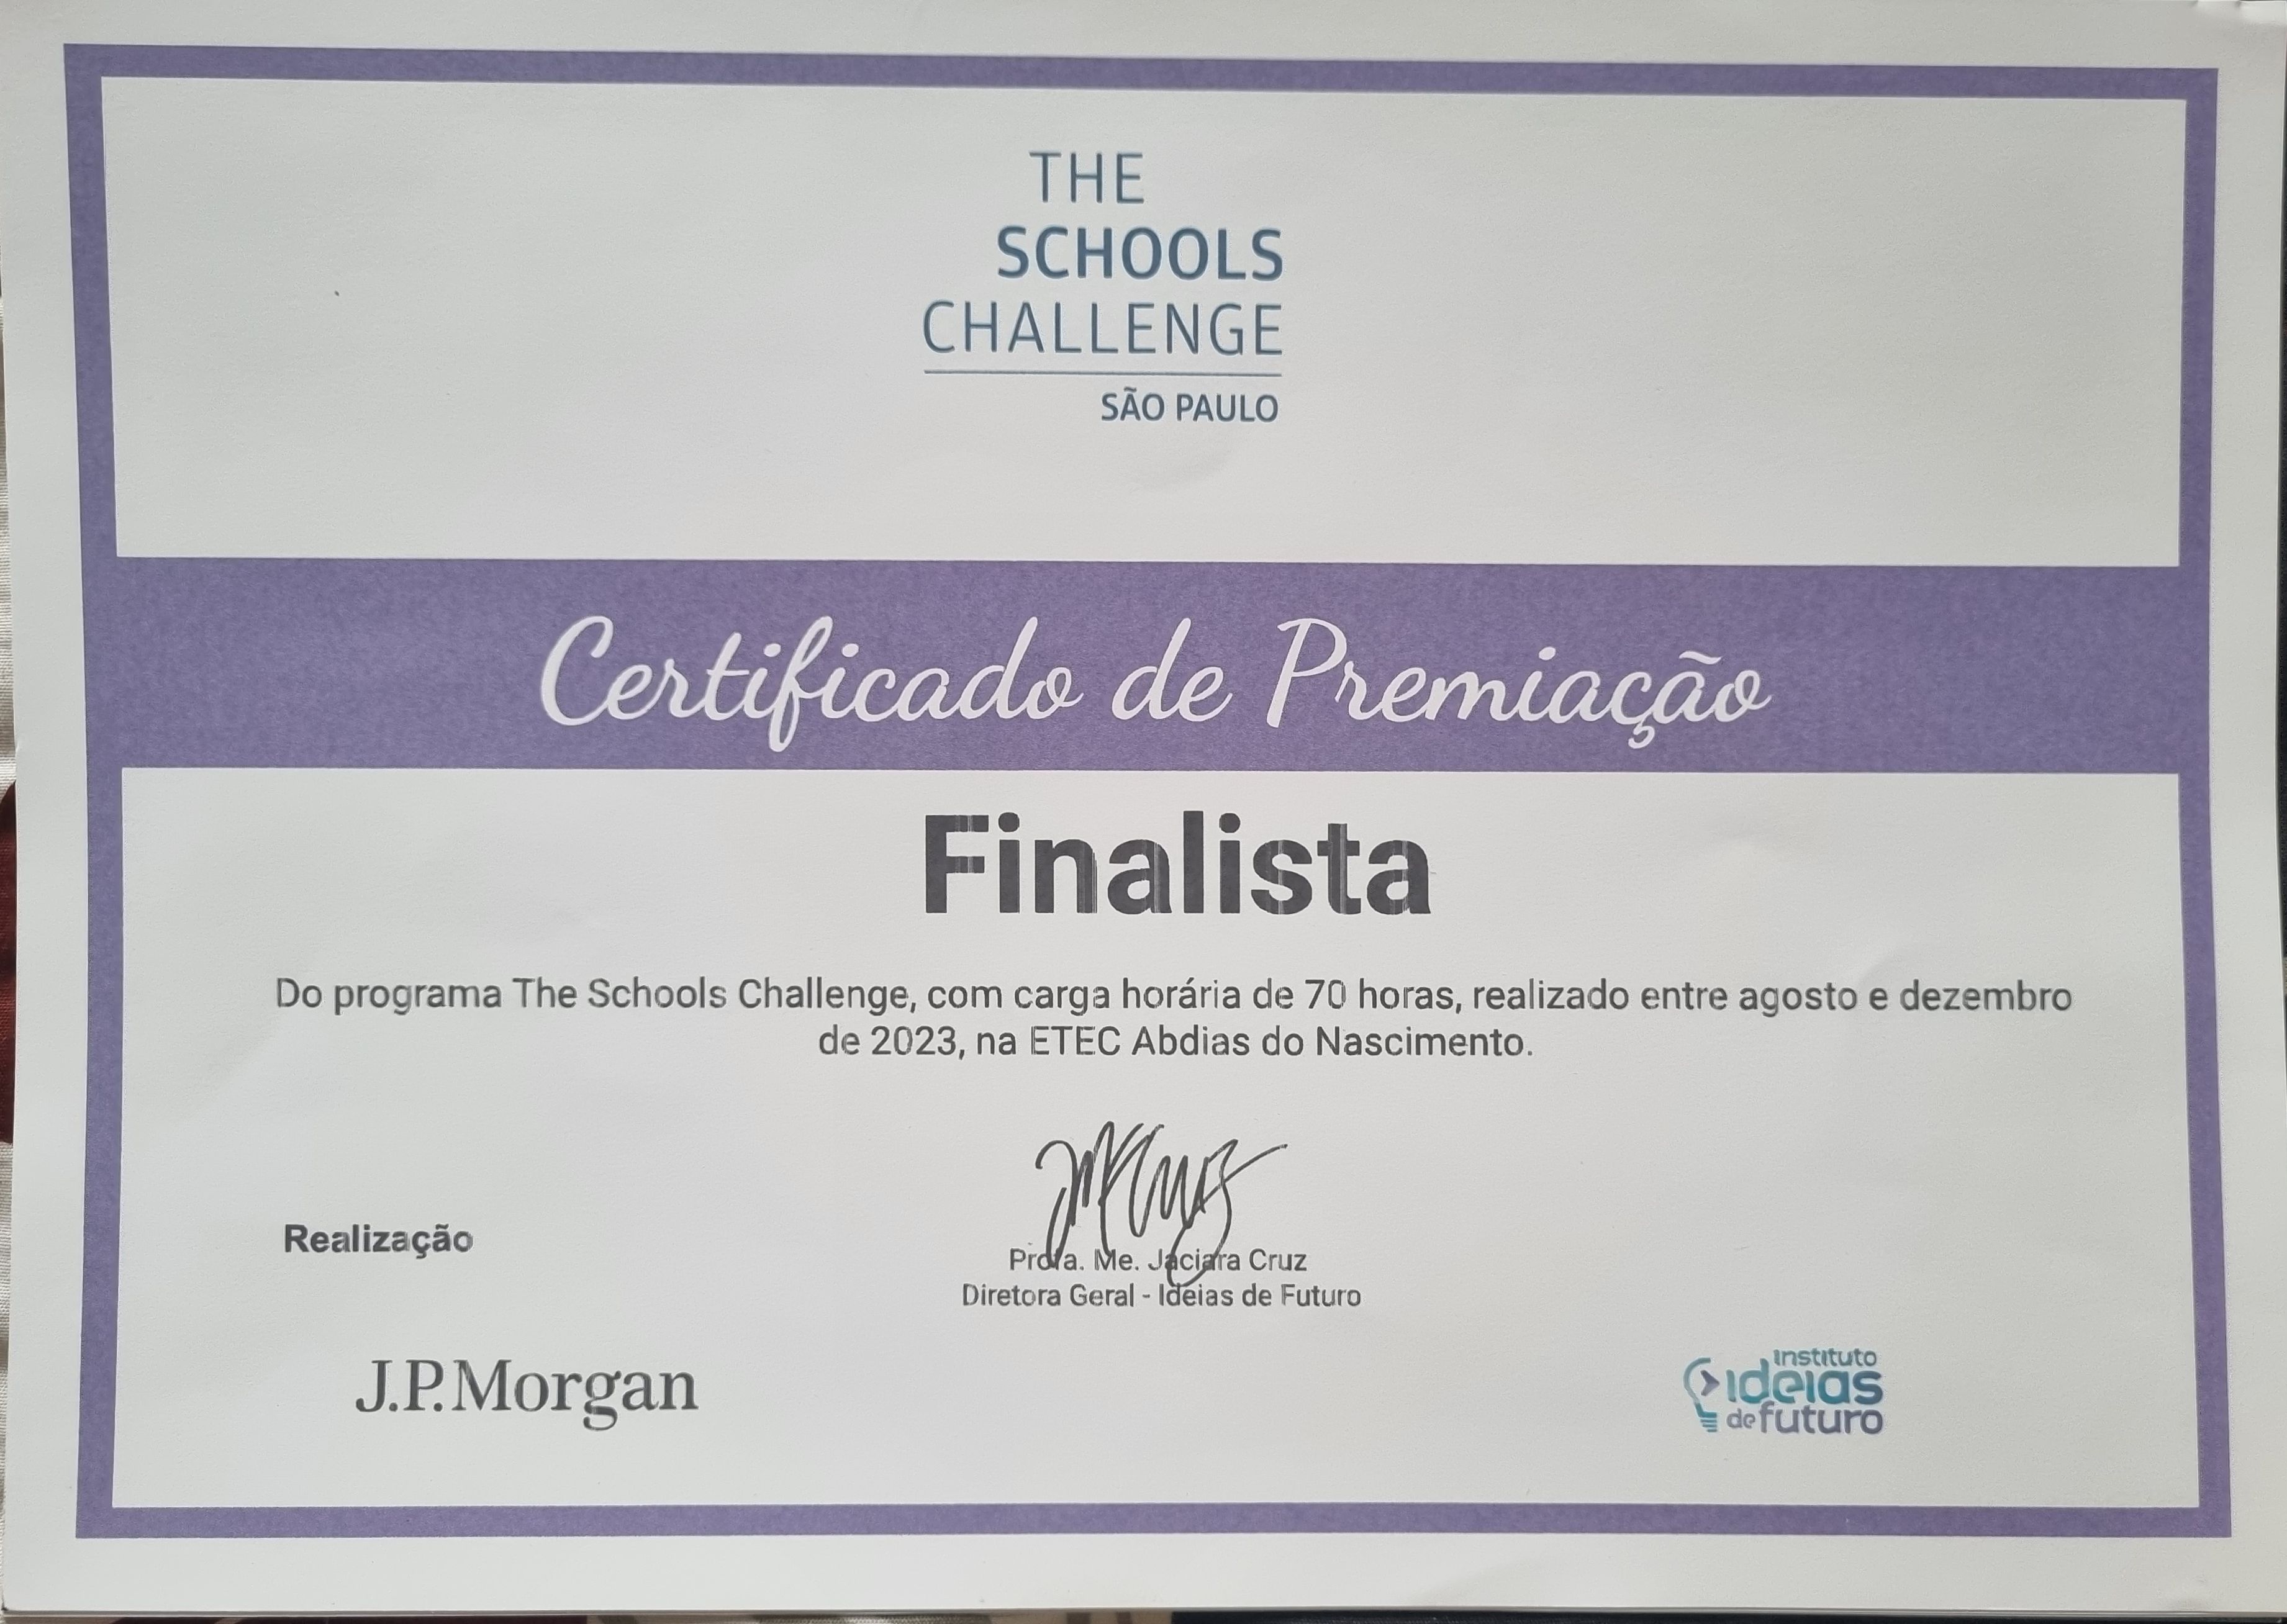 THE
SCHOOLS
CHALLENGE
SÃO PAULO
Certificado de Premiação
Finalista
Do programa The Schools Challenge, com carga horária de 70 horas, realizado entre agosto e dezembro
de 2023, na ETEC Abdias do Nascimento.
Realização
Profa. Me. Jaciara Cruz
Diretora Geral - Ideias de Futuro
J.P.Morgan
instituto
ideias
de futuro